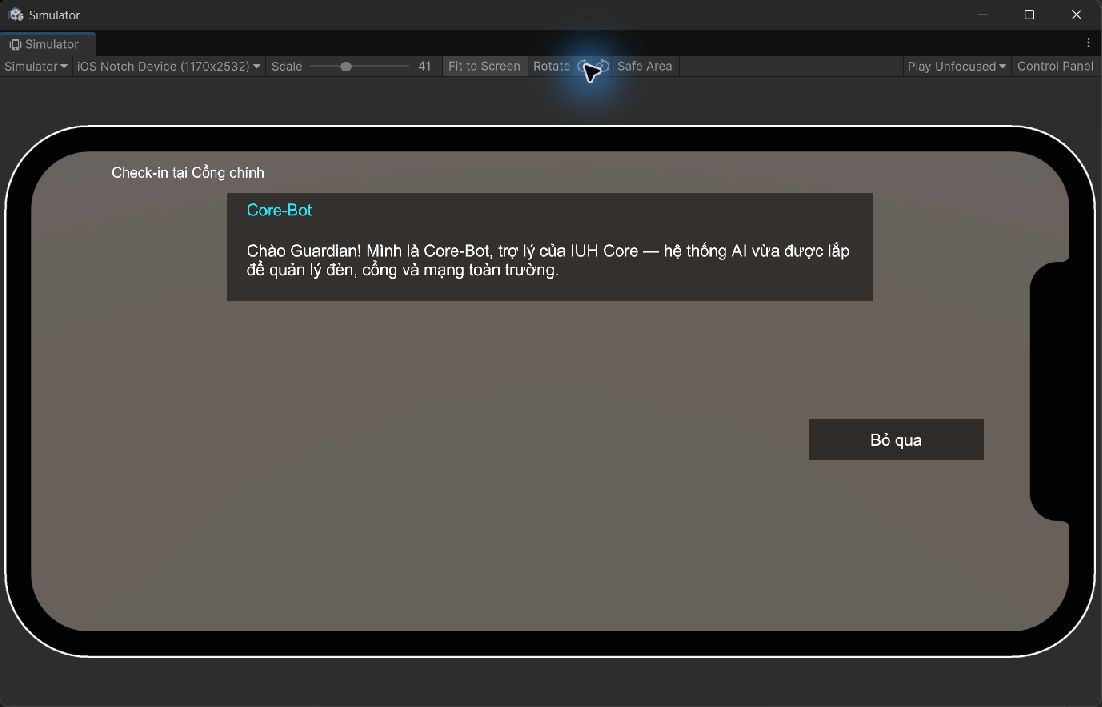 Simulator
Simulator
Simulator iOS Notch Device (1170x2532) Scale 41 Fit to Screen Rotate Safe Area Play Unfocused Control Panel
Check-in tại Cổng chính
Core-Bot
Chào Guardian! Mình là Core-Bot, trợ lý của IUH Core — hệ thống AI vừa được lắp
để quản lý đèn, cổng và mạng toàn trường.
Bỏ qua